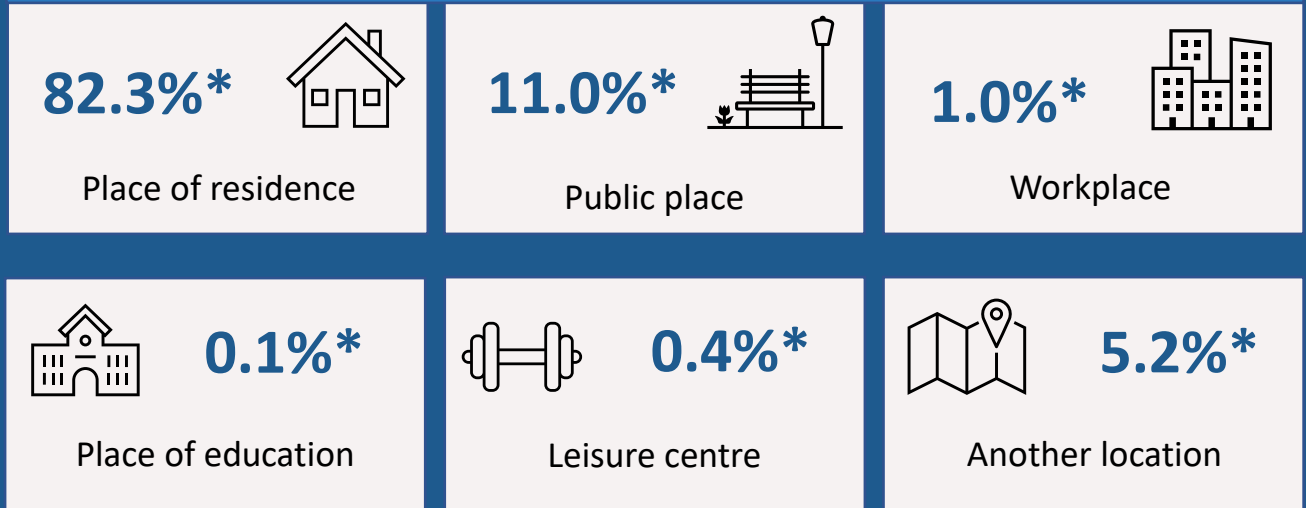 82.3%*
Place of residence
11.0%*
Public place
1.0%*
Workplace
0.1%*
Place of education
0.4%*
Leisure centre
5.2%*
Another location